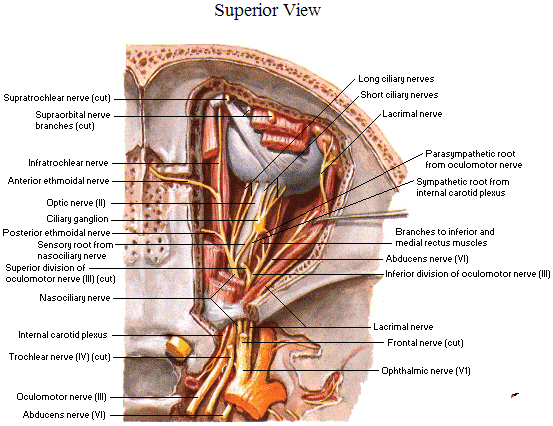 Superior View
Supratrochlear nerve (cut)
Supraorbital nerve
branches (cut)
Infratrochlear nerve
Anterior ethmoidal nerve
Optic nerve (II)
Ciliary ganglion
Posterior ethmoidal nerve
Sensory root from
nasociliary nerve
Superior division of
oculomotor nerve (III) (cut)
Nasociliary nerve
Internal carotid plexus
Trochlear nerve (IV) (cut)
Oculomotor nerve (III)
Abducens nerve (VI)
Long ciliary nerves
Short ciliary nerves
Lacrimal nerve
Parasympathetic root
from oculomotor nerve
Sympathetic root from
internal carotid plexus
Branches to inferior and
medial rectus muscles
Abducens nerve (VI)
Inferior division of oculomotor nerve (III)
Lacrimal nerve
Frontal nerve (cut)
Ophthalmic nerve (V1)